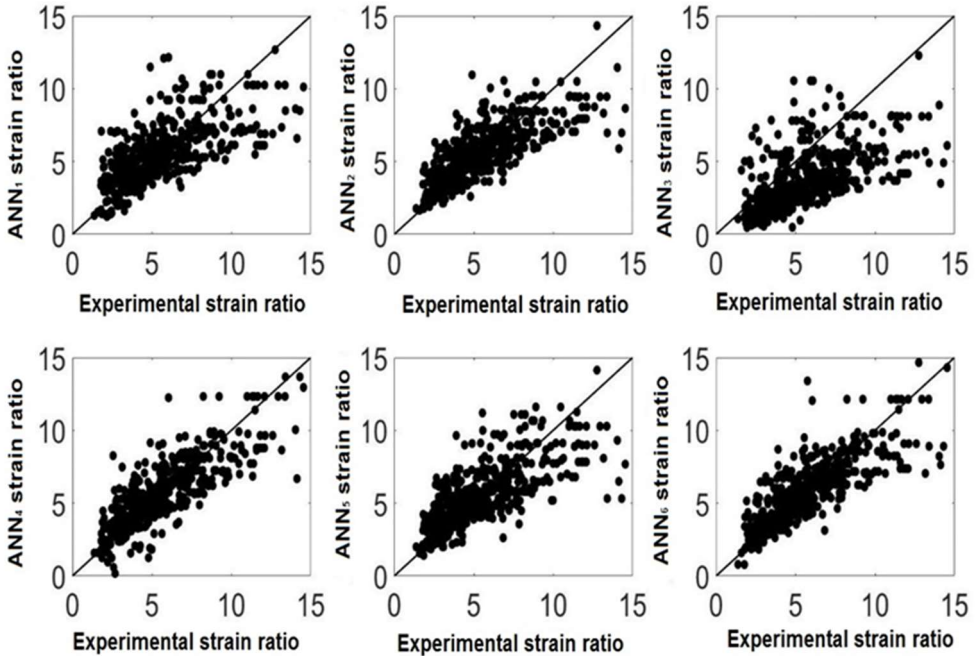 15
10
5
0
ANN₁ strain ratio
0 5 10 15
Experimental strain ratio
15
10
5
0
ANN₂ strain ratio
0 5 10 15
Experimental strain ratio
15
10
5
0
ANN₃ strain ratio
0 5 10 15
Experimental strain ratio
15
10
5
0
ANN₄ strain ratio
0 5 10 15
Experimental strain ratio
15
10
5
0
ANN₅ strain ratio
0 5 10 15
Experimental strain ratio
15
10
5
0
ANN₆ strain ratio
0 5 10 15
Experimental strain ratio